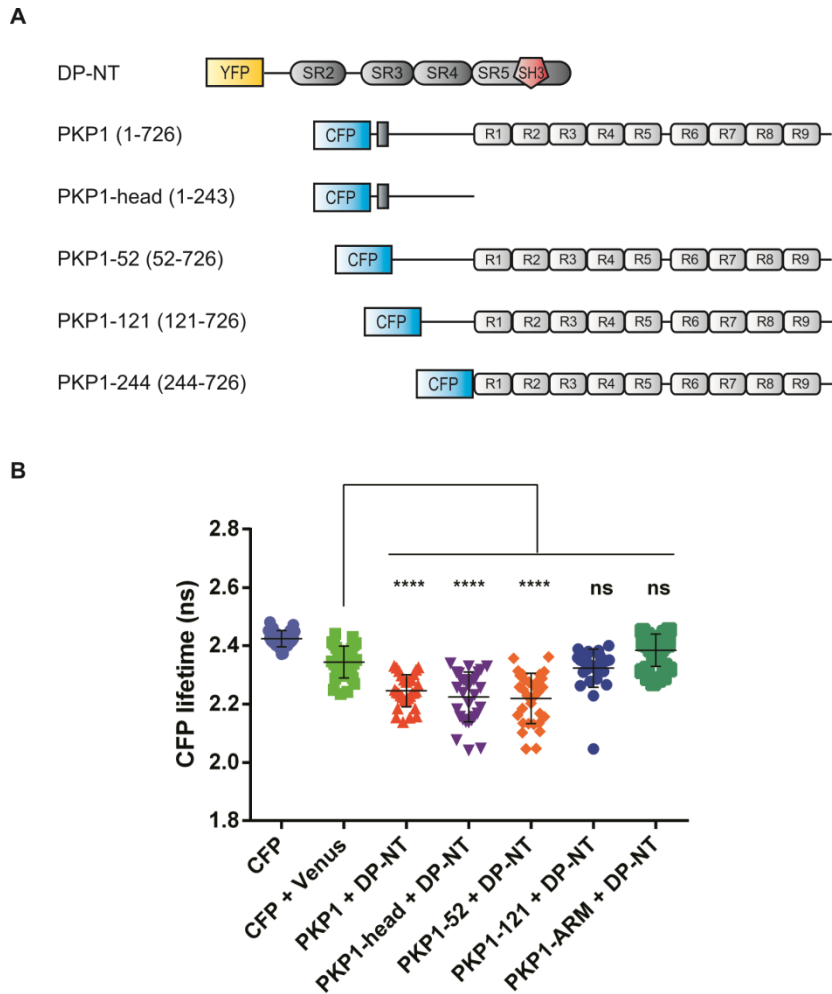 A
DP-NT YFP SR2 SR3 SR4 SR5 SH3
PKP1 (1-726) CFP R1 R2 R3 R4 R5 R6 R7 R8 R9
PKP1-head (1-243) CFP
PKP1-52 (52-726) CFP R1 R2 R3 R4 R5 R6 R7 R8 R9
PKP1-121 (121-726) CFP R1 R2 R3 R4 R5 R6 R7 R8 R9
PKP1-244 (244-726) CFP R1 R2 R3 R4 R5 R6 R7 R8 R9
B
2.8
2.6
2.4
2.2
2.0
1.8
CFP lifetime (ns)
**** **** **** ns ns
CFP
CFP + Venus
PKP1 + DP-NT
PKP1-head + DP-NT
PKP1-52 + DP-NT
PKP1-121 + DP-NT
PKP1-ARM + DP-NT